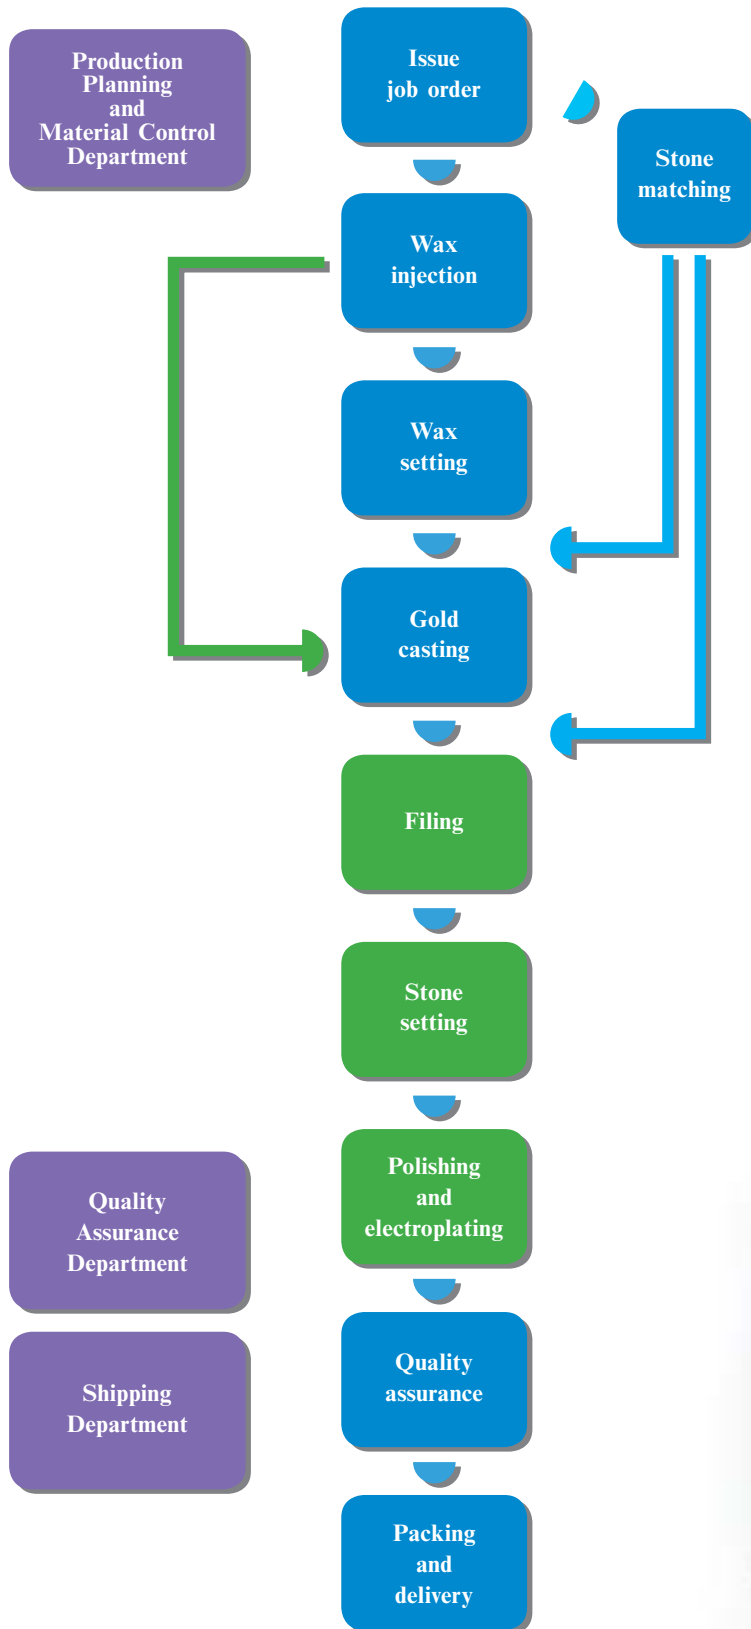 Production
Planning
and
Material Control
Department
Issue
job order
Stone
matching
Wax
injection
Wax
setting
Gold
casting
Filing
Stone
setting
Polishing
and
electroplating
Quality
Assurance
Department
Quality
assurance
Shipping
Department
Packing
and
delivery